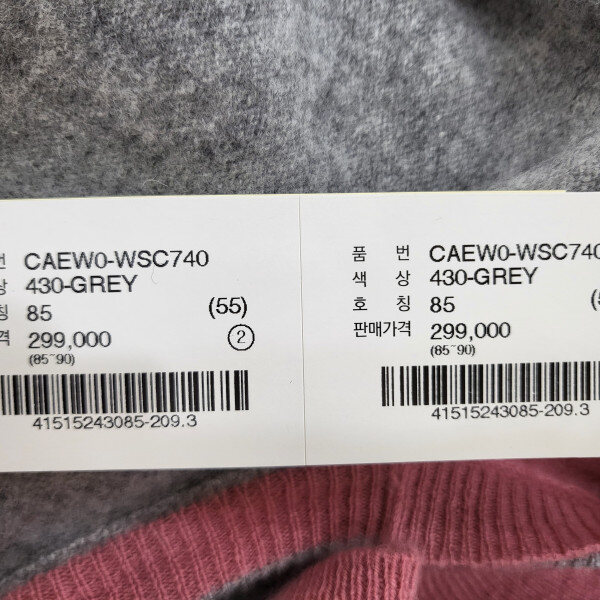 번 CAEW0-WSC740
상 430-GREY
칭 85 (55)
가격 299,000 ②
(85~90)
41515243085-209.3
품 번 CAEW0-WSC740
색 상 430-GREY
호 칭 85
판매가격 299,000
(85~90)
41515243085-209.3